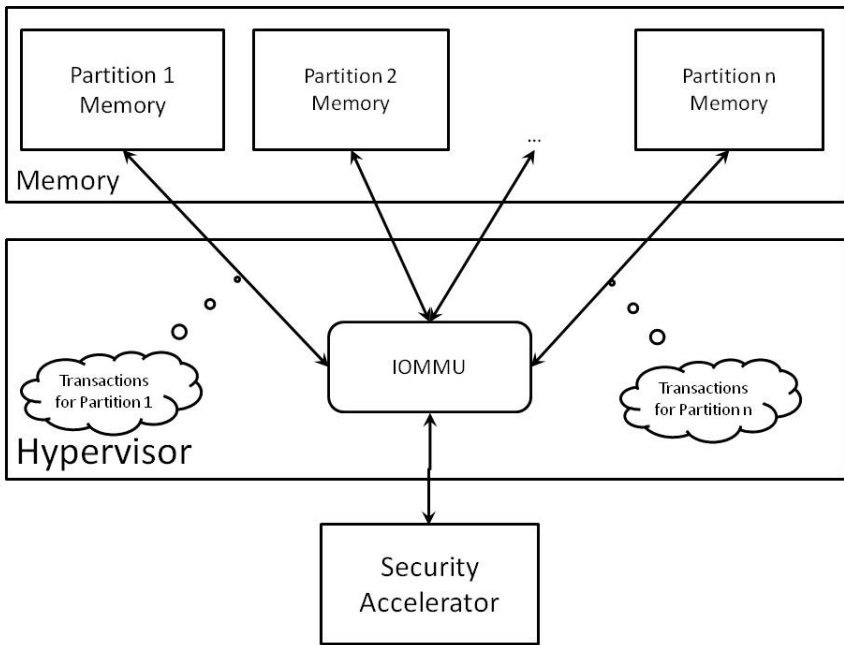 Partition 1
Memory
Partition 2
Memory
...
Partition n
Memory
Memory
Transactions
for Partition 1
IOMMU
Transactions
for Partition n
Hypervisor
Security
Accelerator